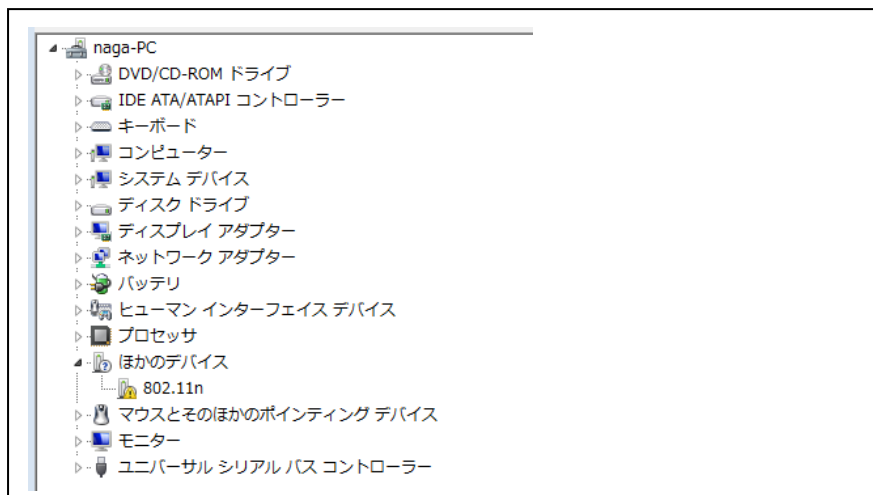 naga-PC
DVD/CD-ROM ドライブ
IDE ATA/ATAPI コントローラー
キーボード
コンピューター
システム デバイス
ディスク ドライブ
ディスプレイ アダプター
ネットワーク アダプター
バッテリ
ヒューマン インターフェイス デバイス
プロセッサ
ほかのデバイス
802.11n
マウスとそのほかのポインティング デバイス
モニター
ユニバーサル シリアル バス コントローラー